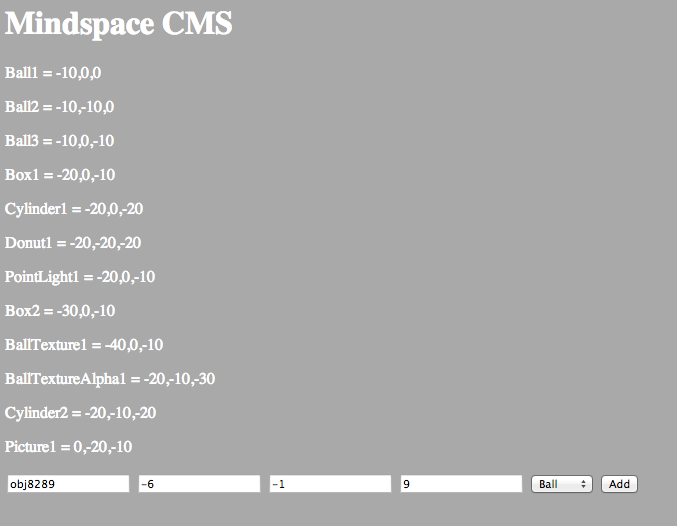 Mindspace CMS
Ball1 = -10,0,0
Ball2 = -10,-10,0
Ball3 = -10,0,-10
Box1 = -20,0,-10
Cylinder1 = -20,0,-20
Donut1 = -20,-20,-20
PointLight1 = -20,0,-10
Box2 = -30,0,-10
BallTexture1 = -40,0,-10
BallTextureAlpha1 = -20,-10,-30
Cylinder2 = -20,-10,-20
Picture1 = 0,-20,-10
obj8289 -6 -1 9 Ball Add